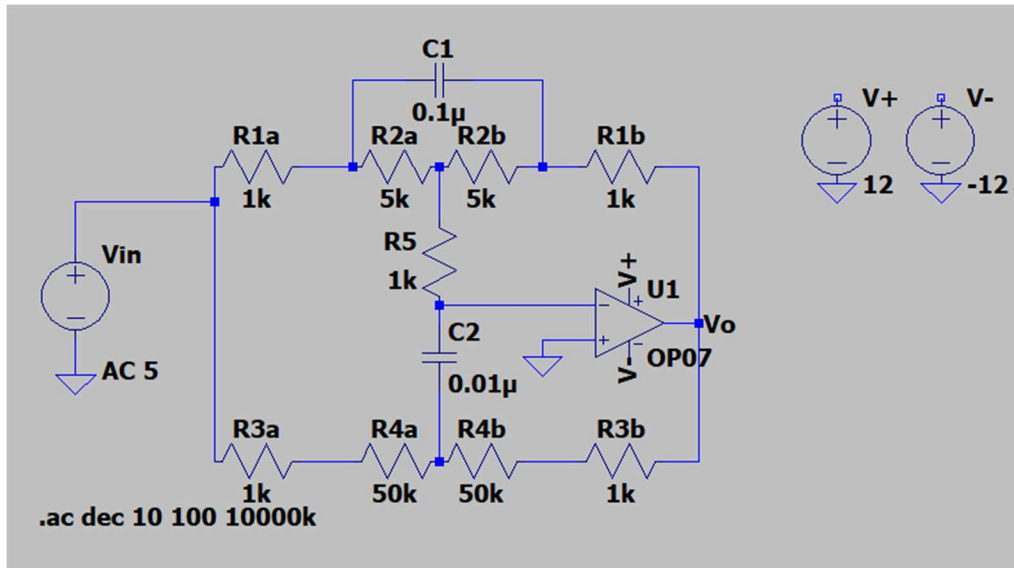 C1
0.1µ
R1a
R2a
R2b
R1b
1k
5k
5k
1k
V+
V-
12
-12
Vin
AC 5
R5
1k
V+
U1
Vo
C2
V-
OP07
0.01µ
R3a
R4a
R4b
R3b
1k
50k
50k
1k
.ac dec 10 100 10000k